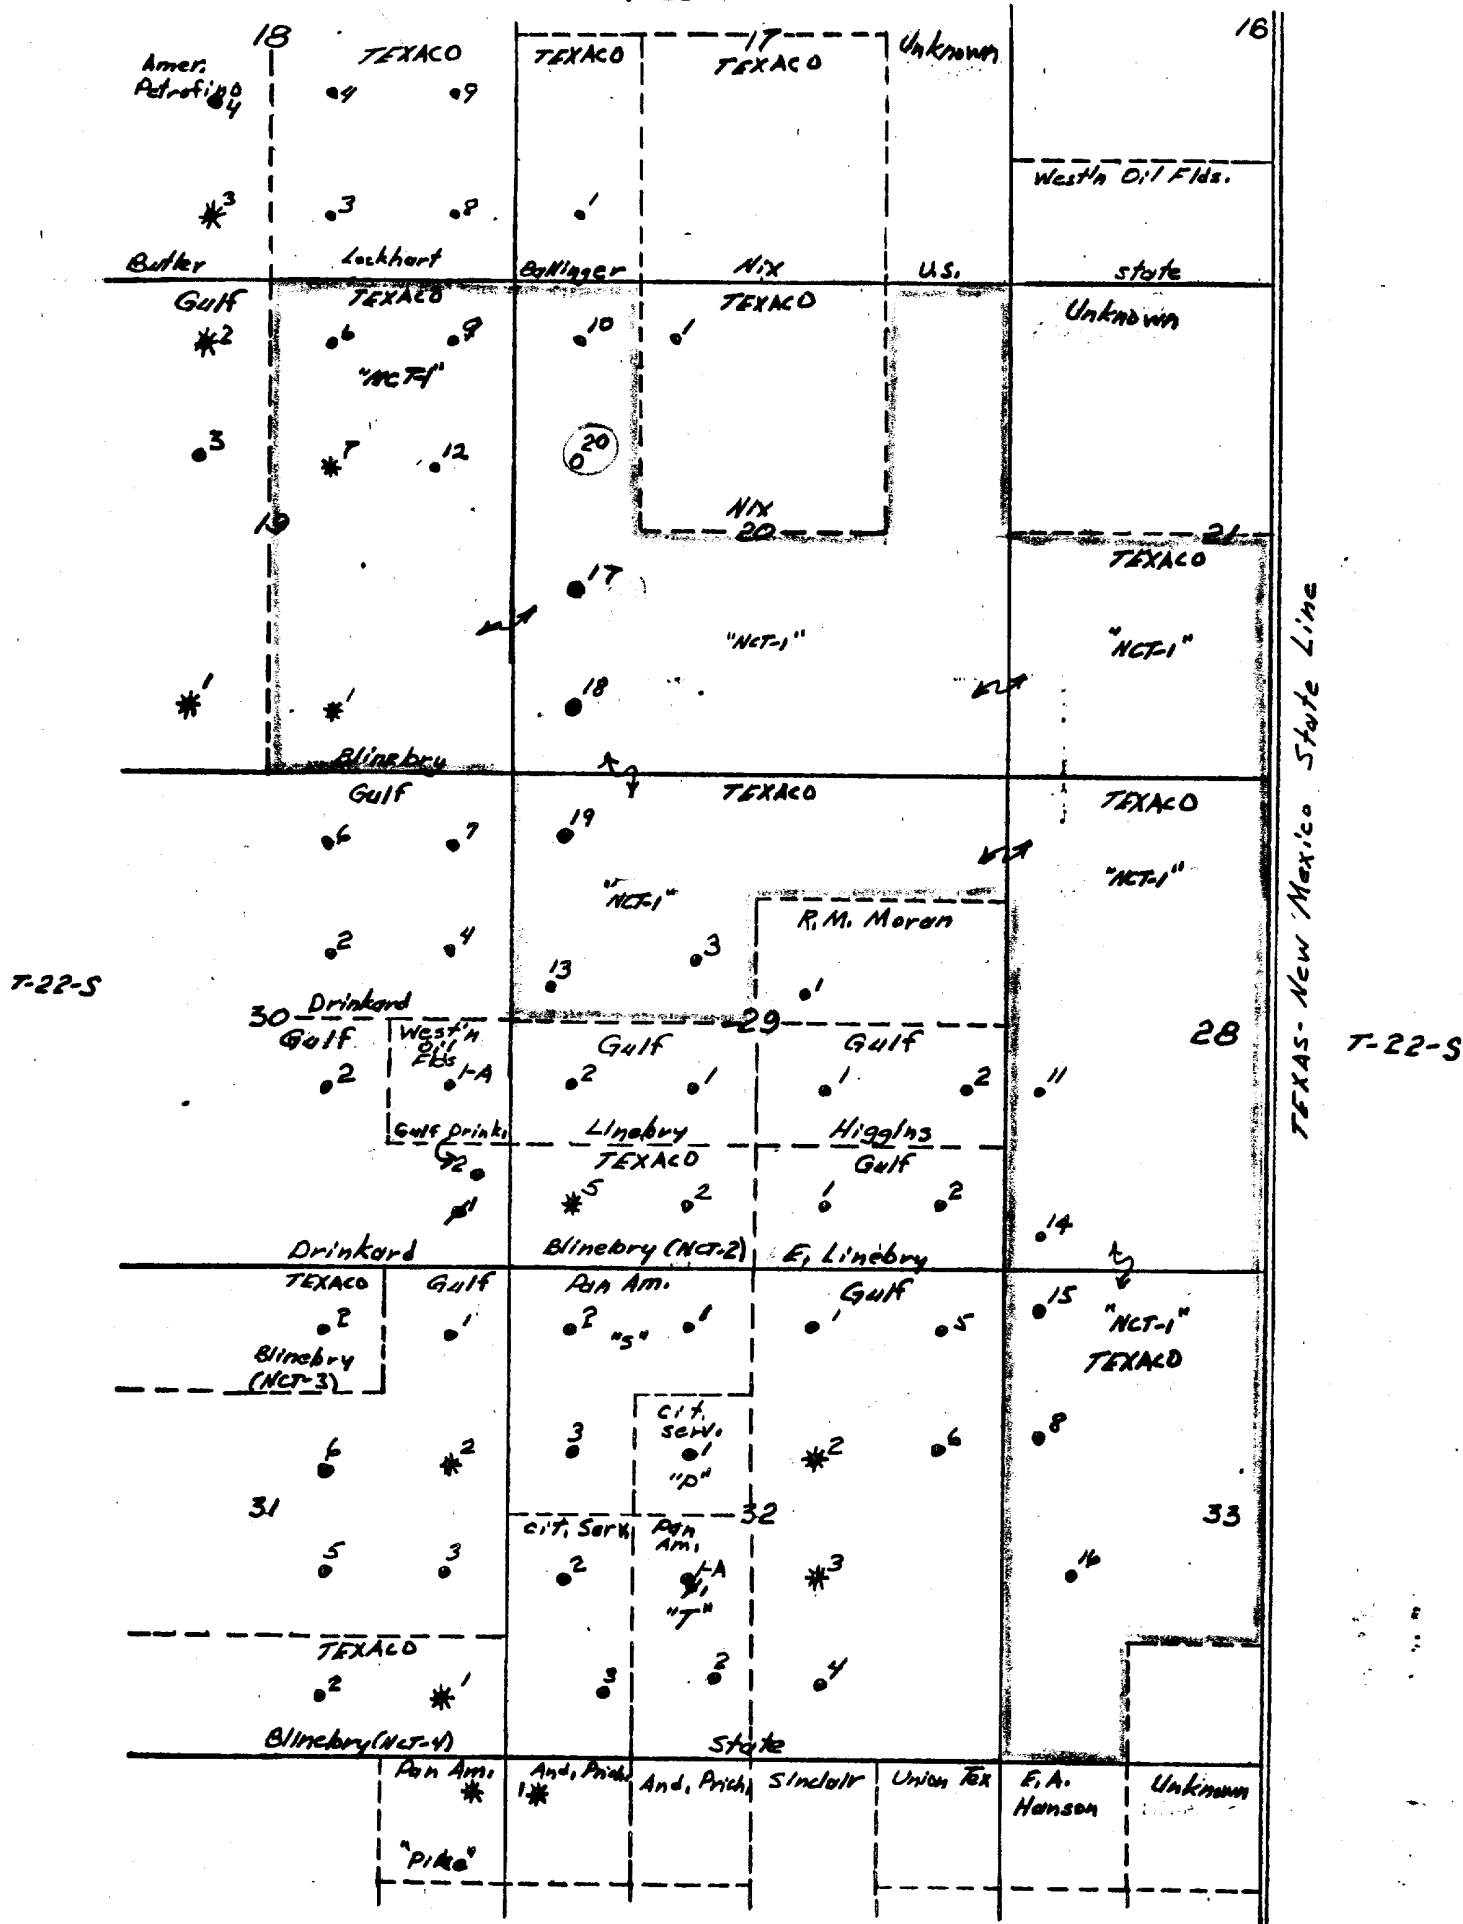 18
TEXACO
TEXACO
17
TEXACO
Unknown
16
Amer.
Petrofina
4
4
9
West'n Oil Flds.
3
3
8
1
Butler
Lockhart
Ballinger
Nix
U.S.
State
Gulf
TEXACO
TEXACO
Unknown
2
6
9
10
1
"NCT-1"
3
7
12
20
Nix
19
20
21
TEXACO
17
"NCT-1"
"NCT-1"
1
1
18
Blinebry
Gulf
TEXACO
TEXACO
6
7
19
"NCT-1"
"NCT-1"
R. M. Moran
2
4
13
3
1
T-22-S
Drinkard
30
29
28
T-22-S
Gulf
West'n
Oil
Flds
Gulf
Gulf
2
1-A
2
1
1
2
11
Gulf Drink.
Linebry
Higgins
TEXACO
Gulf
2
1
5
2
1
2
14
Drinkard
Blinebry (NCT-2)
E. Linebry
TEXACO
Gulf
Pan Am.
Gulf
2
1
2
"S"
1
1
5
15
"NCT-1"
TEXACO
Blinebry
(NCT-3)
Cit.
Serv.
6
2
3
1
"P"
2
6
8
31
32
33
Cit. Serv.
Pan
Am.
5
3
2
1-A
"T"
3
16
TEXACO
2
1
3
2
4
Blinebry (NCT-4)
State
Pan Am.
And. Prich.
And. Prich.
Sinclair
Union Tex
E. A.
Hanson
Unknown
1
"Pike"
TEXAS - New Mexico State Line